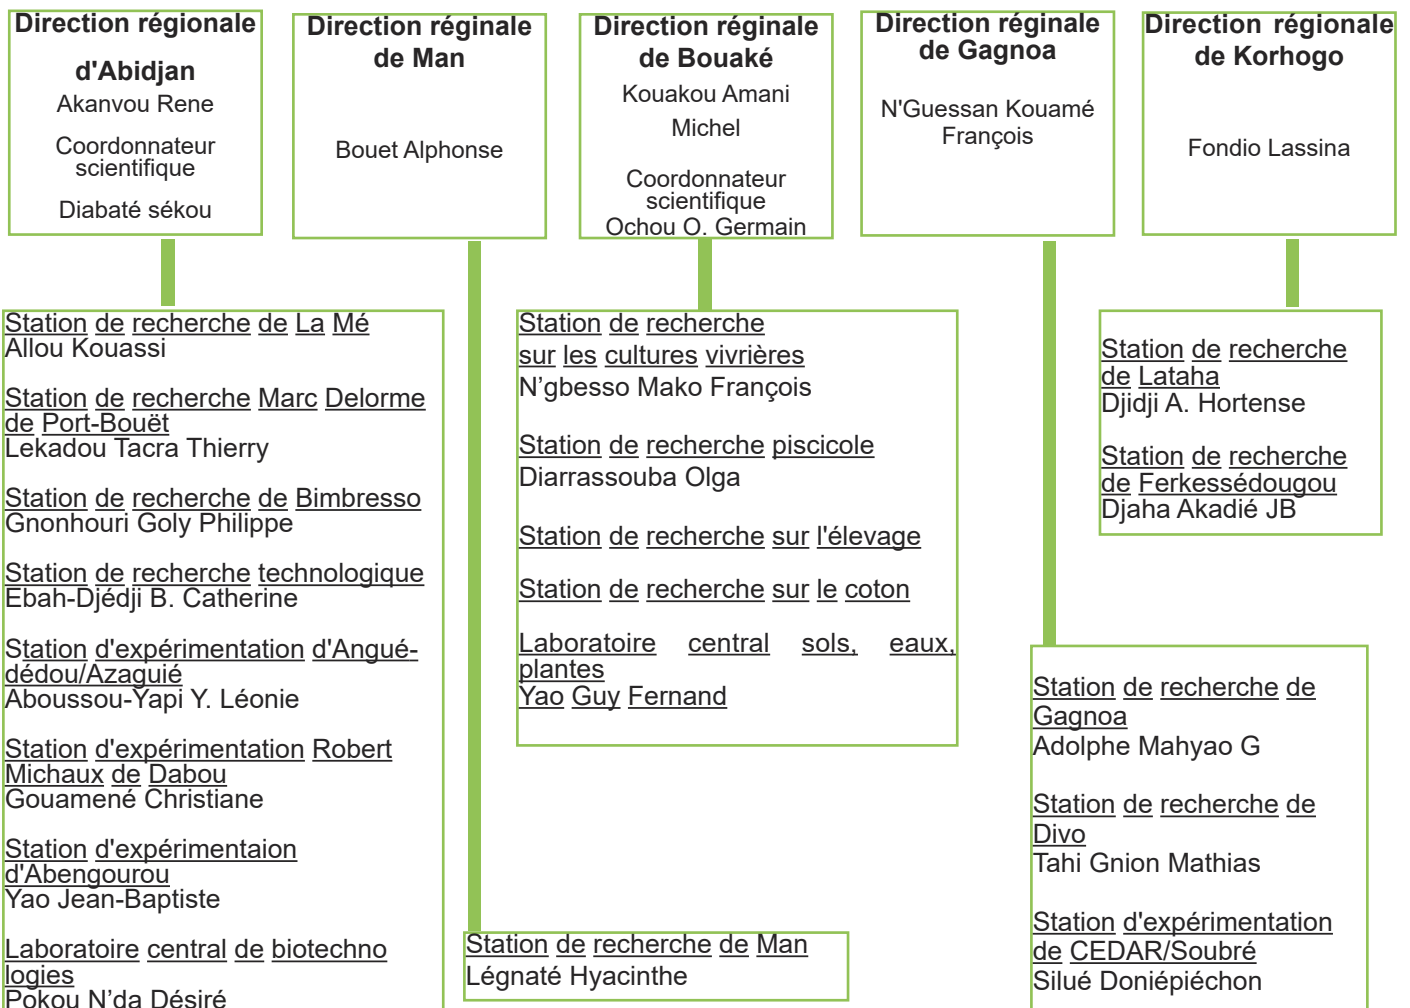 Direction régionale
d'Abidjan
Akanvou Rene
Coordonnateur
scientifique
Diabaté sékou
Direction réginale
de Man
Bouet Alphonse
Direction réginale
de Bouaké
Kouakou Amani
Michel
Coordonnateur
scientifique
Ochou O. Germain
Direction réginale
de Gagnoa
N'Guessan Kouamé
François
Direction régionale
de Korhogo
Fondio Lassina
Station de recherche de La Mé
Allou Kouassi
Station de recherche Marc Delorme
de Port-Bouët
Lekadou Tacra Thierry
Station de recherche de Bimbresso
Gnonhouri Goly Philippe
Station de recherche technologique
Ebah-Djédji B. Catherine
Station d'expérimentation d'Angué-
dédou/Azaguié
Aboussou-Yapi Y. Léonie
Station d'expérimentation Robert
Michaux de Dabou
Gouamené Christiane
Station d'expérimentaion
d'Abengourou
Yao Jean-Baptiste
Laboratoire central de biotechno
logies
Pokou N'da Désiré
Station de recherche de Man
Légnaté Hyacinthe
Station de recherche
sur les cultures vivrières
N’gbesso Mako François
Station de recherche piscicole
Diarrassouba Olga
Station de recherche sur l'élevage
Station de recherche sur le coton
Laboratoire central sols, eaux,
plantes
Yao Guy Fernand
Station de recherche de
Gagnoa
Adolphe Mahyao G
Station de recherche de
Divo
Tahi Gnion Mathias
Station d'expérimentation
de CEDAR/Soubré
Silué Doniépiéchon
Station de recherche
de Lataha
Djidji A. Hortense
Station de recherche
de Ferkessédougou
Djaha Akadié JB